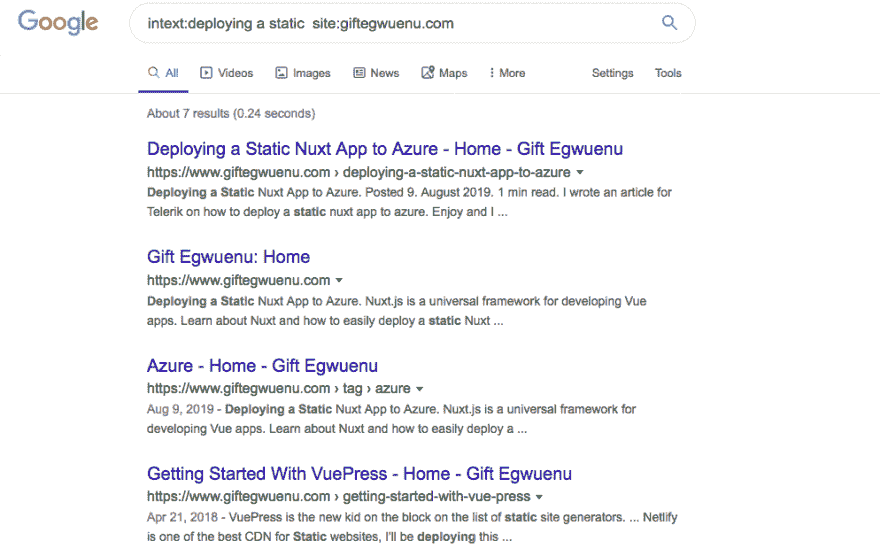 Google
intext:deploying a static  site:giftegwuenu.com
All Videos Images News Maps More Settings Tools
About 7 results (0.24 seconds)
Deploying a Static Nuxt App to Azure - Home - Gift Egwuenu
https://www.giftegwuenu.com › deploying-a-static-nuxt-app-to-azure
Deploying a Static Nuxt App to Azure. Posted 9. August 2019. 1 min read. I wrote an article for
Telerik on how to deploy a static nuxt app to azure. Enjoy and I ...
Gift Egwuenu: Home
https://www.giftegwuenu.com
Deploying a Static Nuxt App to Azure. Nuxt.js is a universal framework for developing Vue
apps. Learn about Nuxt and how to easily deploy a static Nuxt ...
Azure - Home - Gift Egwuenu
https://www.giftegwuenu.com › tag › azure
Aug 9, 2019 - Deploying a Static Nuxt App to Azure. Nuxt.js is a universal framework for
developing Vue apps. Learn about Nuxt and how to easily deploy a ...
Getting Started With VuePress - Home - Gift Egwuenu
https://www.giftegwuenu.com › getting-started-with-vue-press
Apr 21, 2018 - VuePress is the new kid on the block on the list of static site generators. ... Netlify
is one of the best CDN for Static websites, I'll be deploying this ...